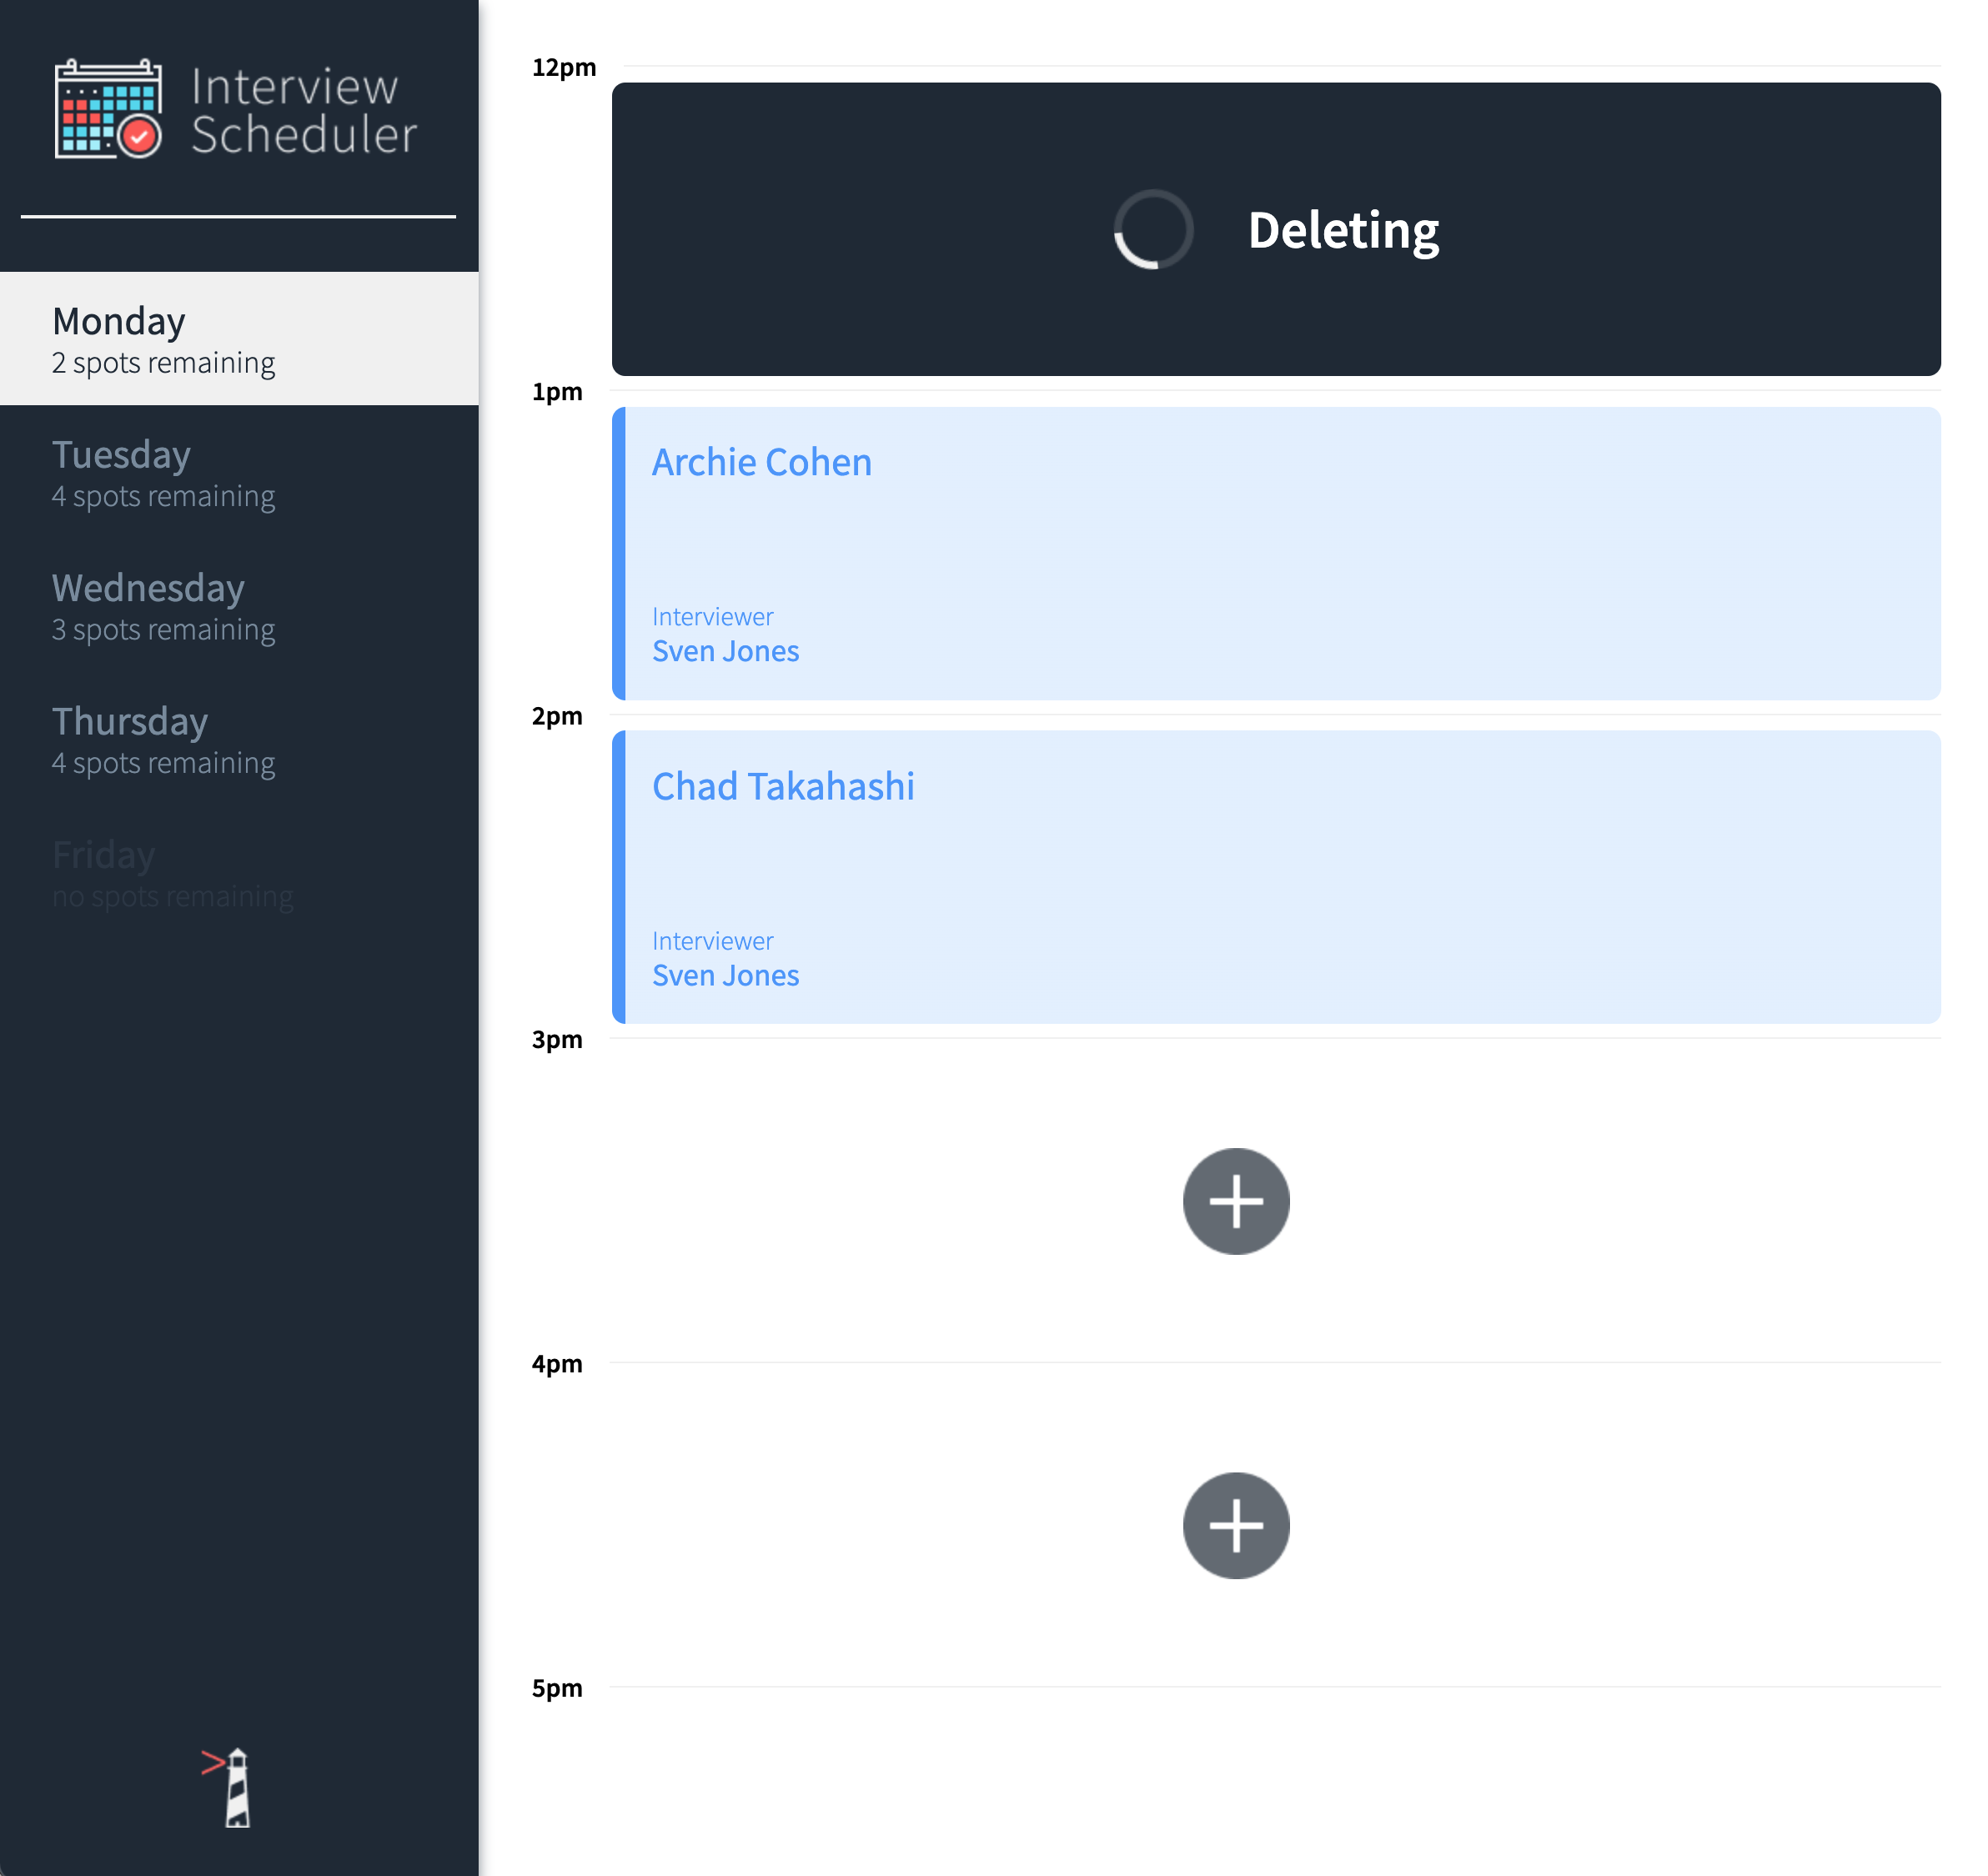 Interview
Scheduler
Monday
2 spots remaining
Tuesday
4 spots remaining
Wednesday
3 spots remaining
Thursday
4 spots remaining
Friday
no spots remaining
12pm
Deleting
1pm
Archie Cohen
Interviewer
Sven Jones
2pm
Chad Takahashi
Interviewer
Sven Jones
3pm
4pm
5pm